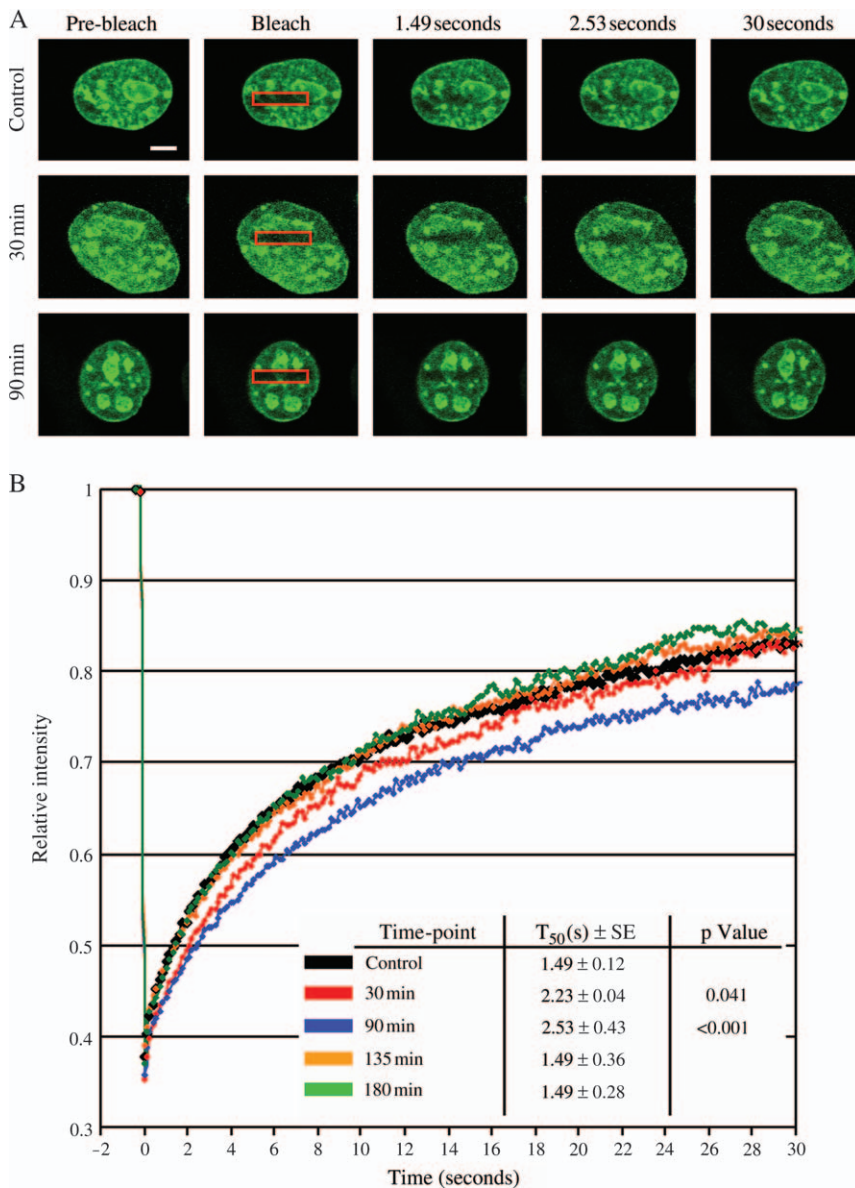 A
Pre-bleach Bleach 1.49 seconds 2.53 seconds 30 seconds
Control
30 min
90 min
B
Relative intensity
1
0.9
0.8
0.7
0.6
0.5
0.4
0.3
Time-point T50(s) ± SE p Value
Control 1.49 ± 0.12
30 min 2.23 ± 0.04 0.041
90 min 2.53 ± 0.43 <0.001
135 min 1.49 ± 0.36
180 min 1.49 ± 0.28
−2 0 2 4 6 8 10 12 14 16 18 20 22 24 26 28 30
Time (seconds)